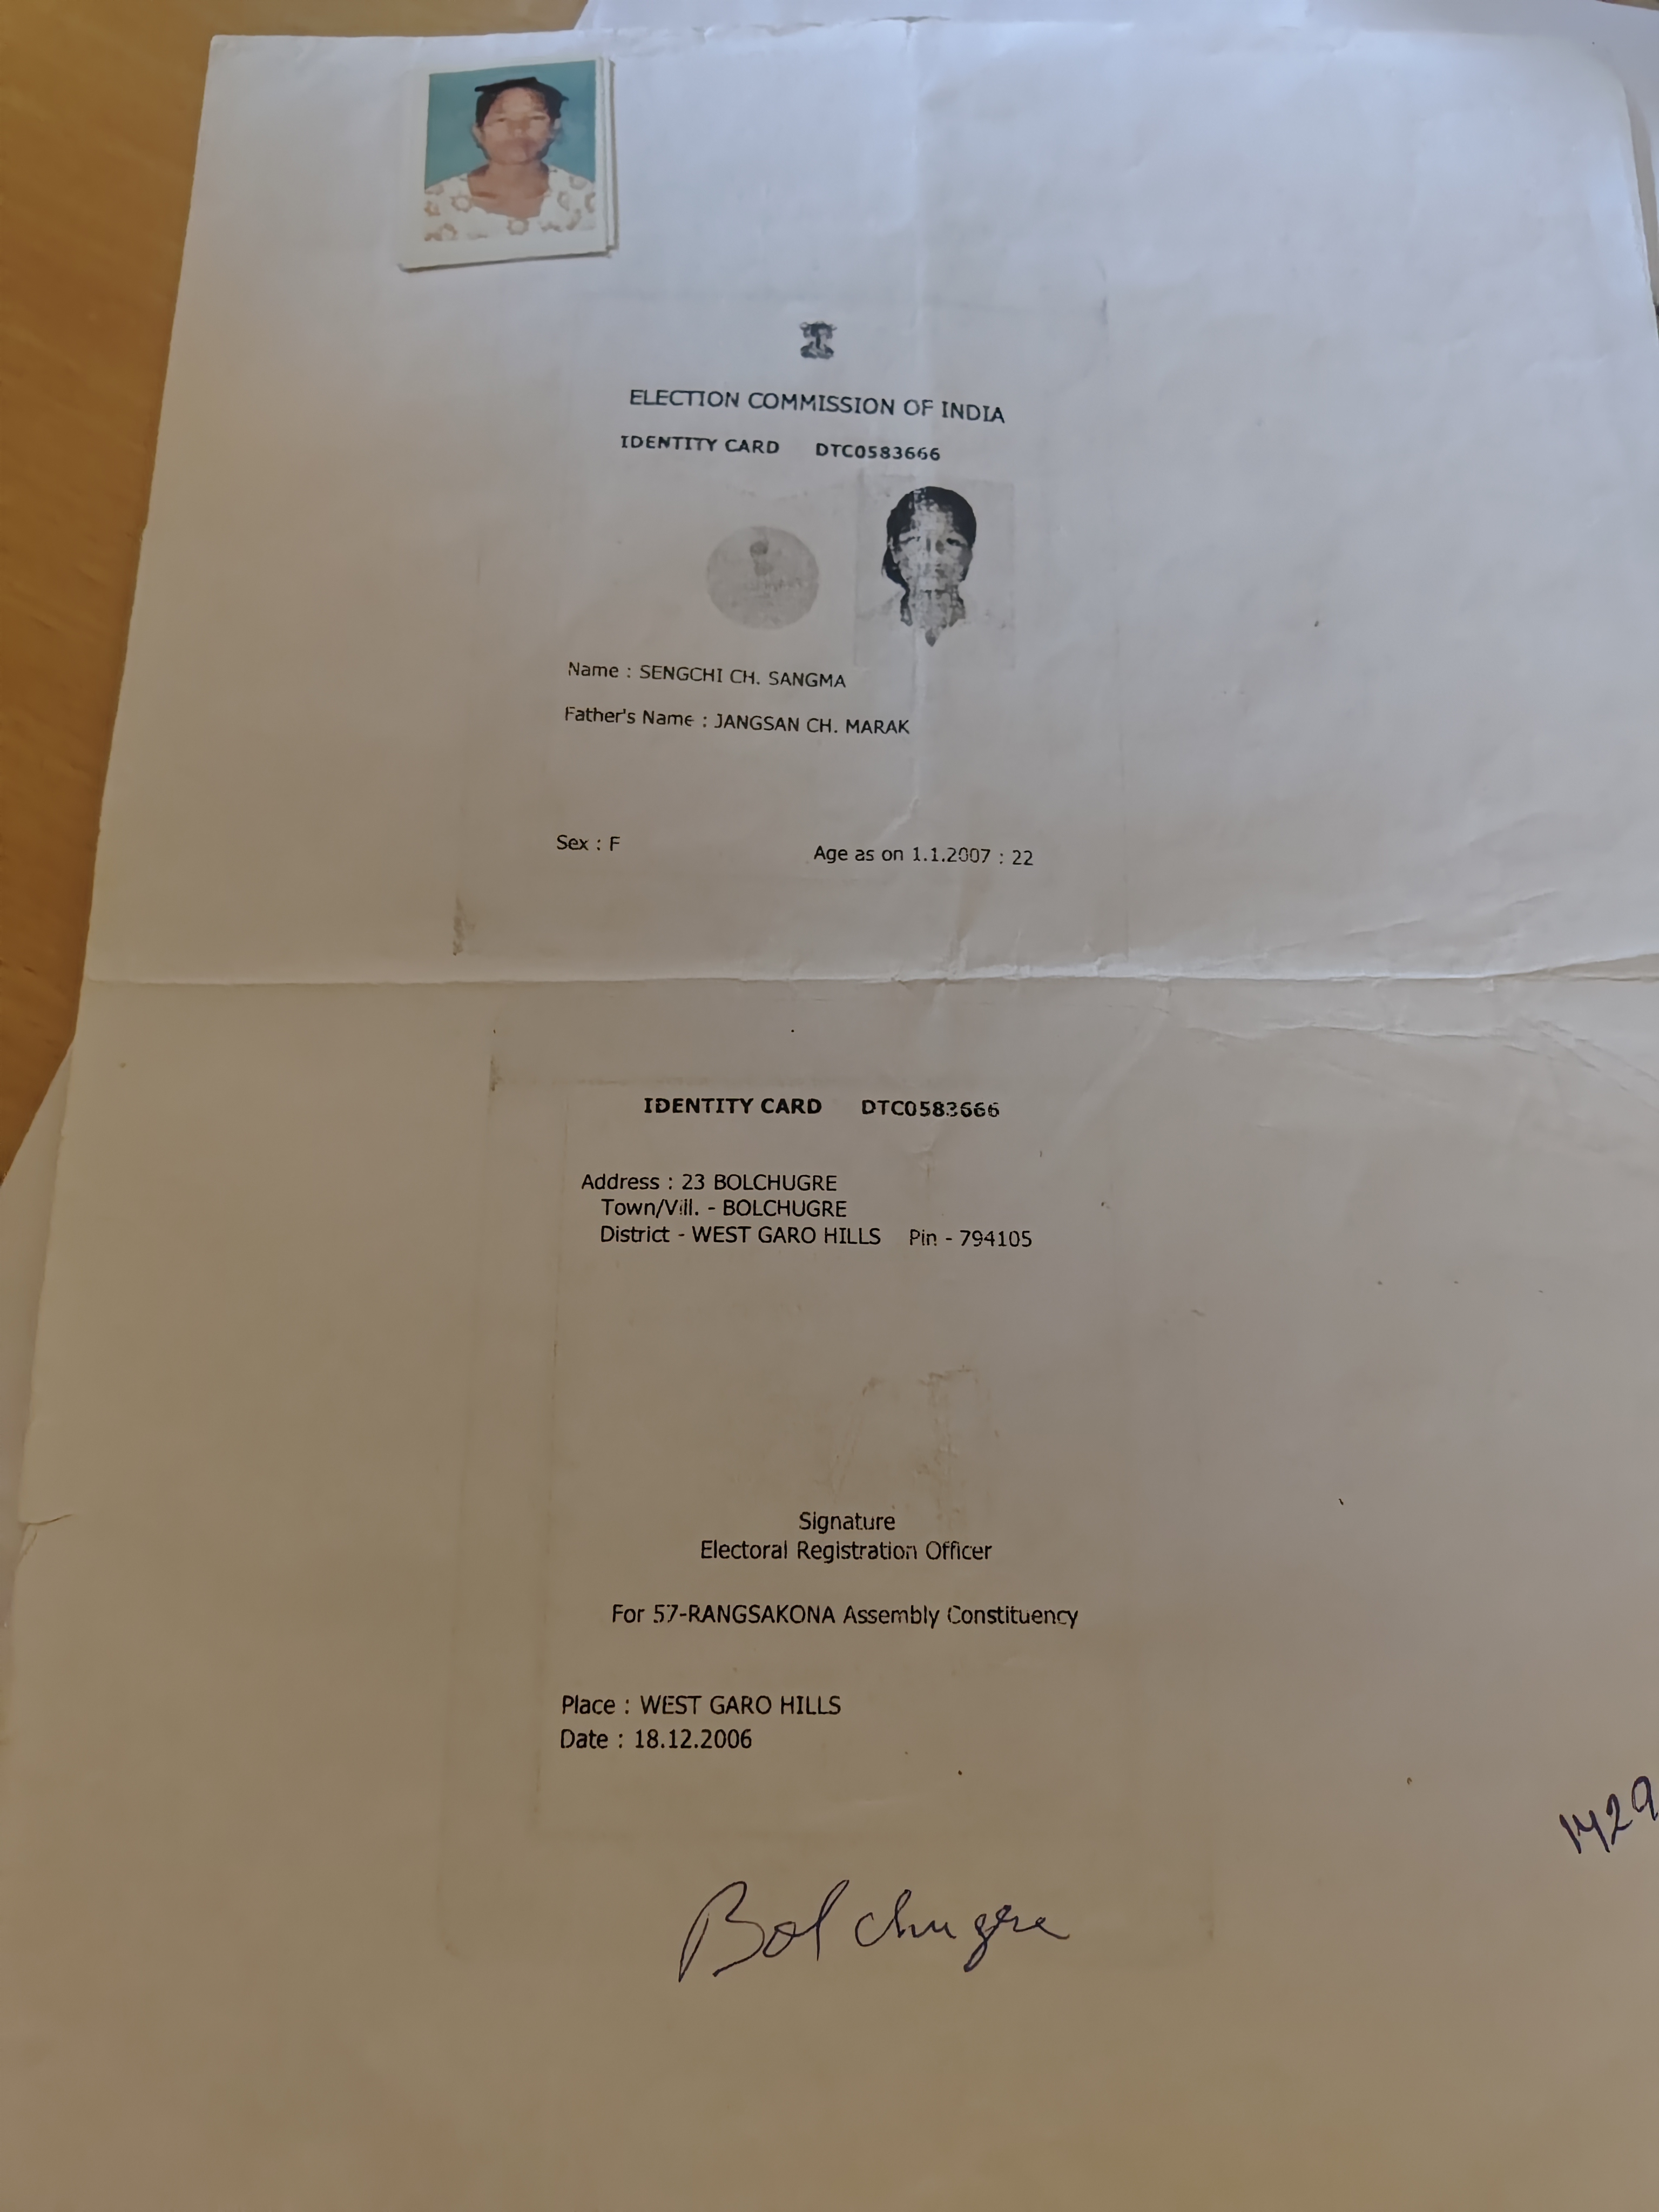 ELECTION COMMISSION OF INDIA
IDENTITY CARD DTC0583666
Name : SENGCHI CH. SANGMA
Father's Name : JANGSAN CH. MARAK
Sex : F Age as on 1.1.2007 : 22
IDENTITY CARD DTC0583666
Address : 23 BOLCHUGRE
Town/Vill. - BOLCHUGRE
District - WEST GARO HILLS Pin - 794105
Signature
Electoral Registration Officer
For 57-RANGSAKONA Assembly Constituency
Place : WEST GARO HILLS
Date : 18.12.2006
1429
Bolchugre